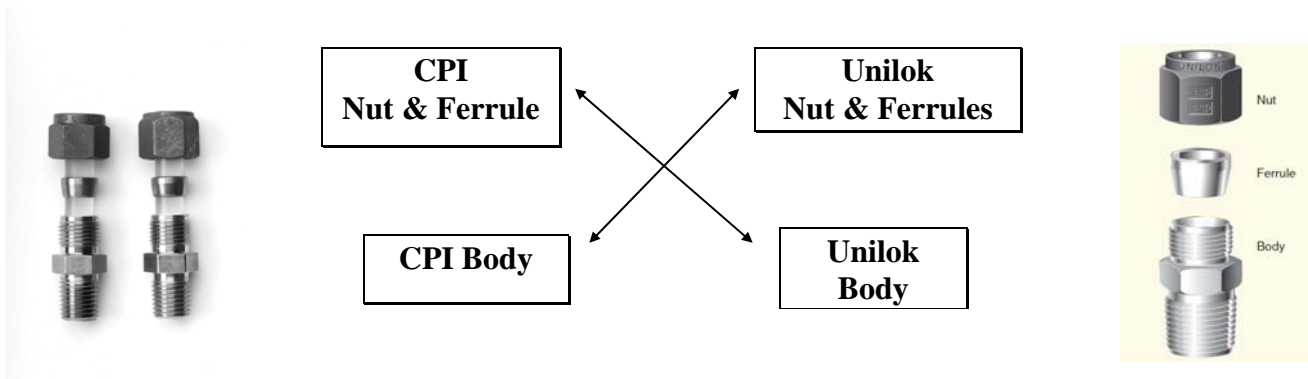 CPI
Nut & Ferrule
Unilok
Nut & Ferrules
CPI Body
Unilok
Body
UNILOK
Nut
Ferrule
Body